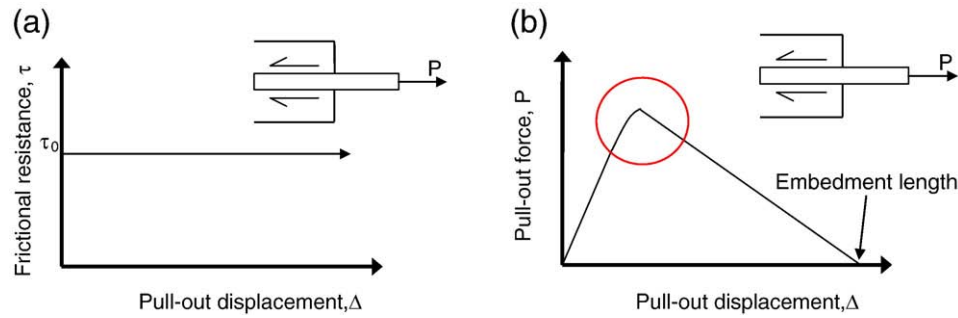 (a)
Frictional resistance, τ
τ0
P
Pull-out displacement,Δ
(b)
Pull-out force, P
P
Embedment length
Pull-out displacement,Δ